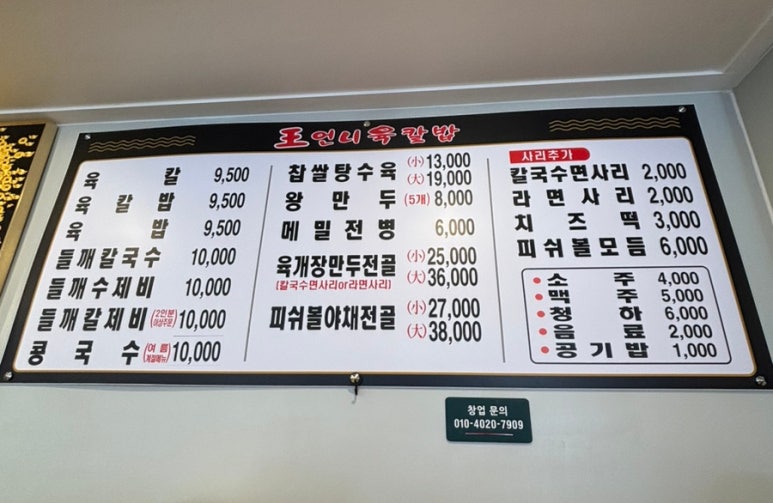 王언니육칼밥
육칼 9,500
육칼밥 9,500
육밥 9,500
들깨칼국수 10,000
들깨수제비 10,000
들깨칼제비 (2인분 이상주문) 10,000
콩국수 (여름 계절메뉴) 10,000
찹쌀탕수육 (小) 13,000
(大) 19,000
왕만두 (5개) 8,000
메밀전병 6,000
육개장만두전골 (小) 25,000
(칼국수면사리or라면사리) (大) 36,000
피쉬볼야채전골 (小) 27,000
(大) 38,000
사리추가
칼국수면사리 2,000
라면사리 2,000
치즈떡 3,000
피쉬볼모듬 6,000
소주 4,000
맥주 5,000
청하 6,000
음료 2,000
공기밥 1,000
창업 문의
010-4020-7909